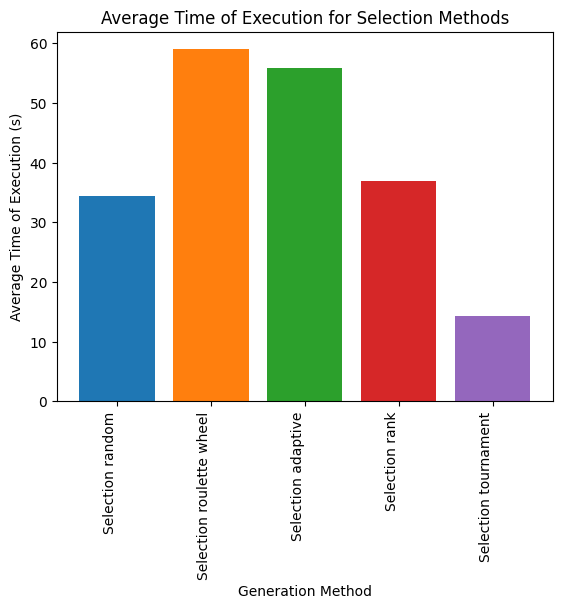 Average Time of Execution for Selection Methods
Average Time of Execution (s)
60
50
40
30
20
10
0
Selection random
Selection roulette wheel
Selection adaptive
Selection rank
Selection tournament
Generation Method